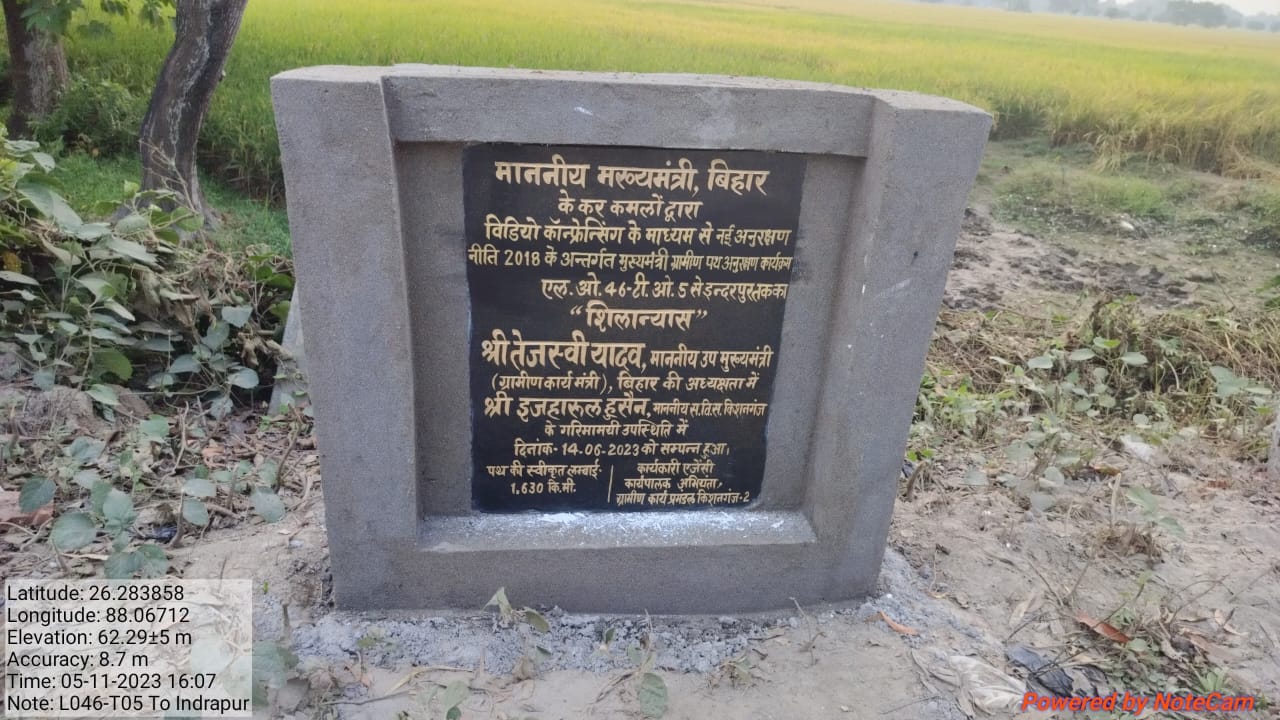 माननीय मख्यमंत्री, बिहार
के कर कमलों द्वारा
विडियो कॉन्फ्रेन्सिंग के माध्यम से नई अनुरक्षण
नीति 2018 के अन्तर्गत मुख्यमंत्री ग्रामीण पथ अनुरक्षण कार्यक्रम
एल. ओ. 46-टी. ओ. 5 से इन्दरपुर तक का
"शिलान्यास"
श्री तेजस्वी यादव, माननीय उप मुख्यमंत्री
(ग्रामीण कार्य मंत्री), बिहार की अध्यक्षता में
श्री इजहारूल हुसैन, माननीय स.वि.स. किशनगंज
के गरिमामयी उपस्थिति में
दिनांक- 14.06.2023 को सम्पन्न हुआ।
पथ की स्वीकृत लम्बाई-
1.630 कि.मी.
कार्यकारी एजेंसी
कार्यपालक अभियंता,
ग्रामीण कार्य प्रमंडल किशनगंज-2
Latitude: 26.283858
Longitude: 88.06712
Elevation: 62.29±5 m
Accuracy: 8.7 m
Time: 05-11-2023 16:07
Note: L046-T05 To Indrapur
Powered by NoteCam